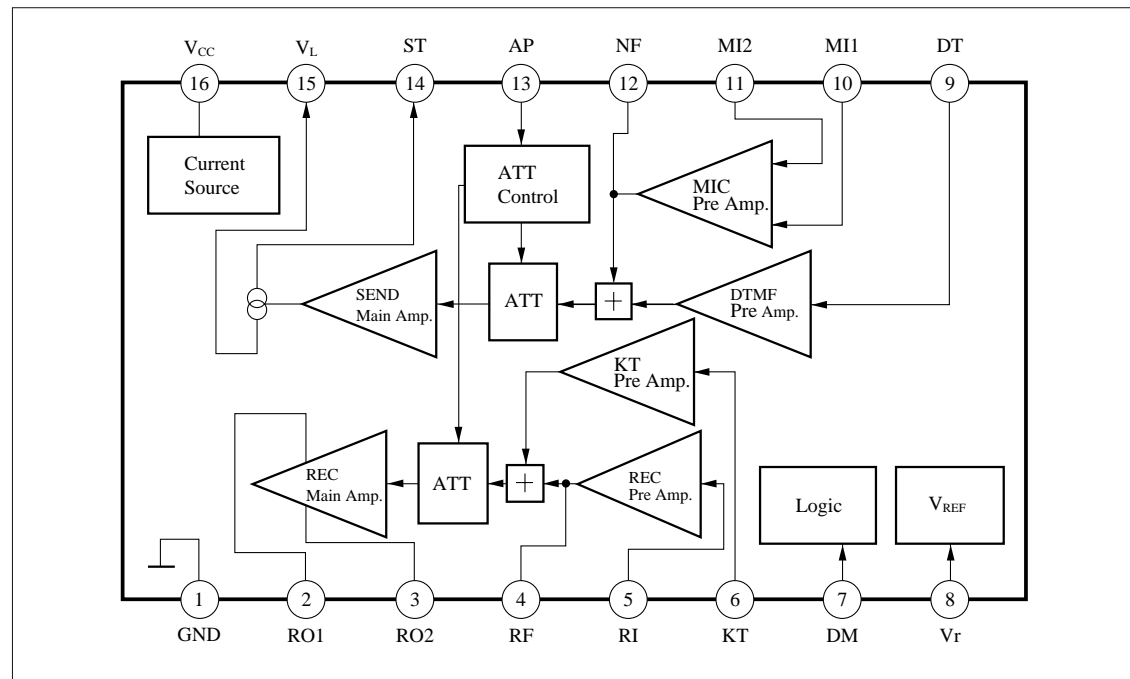 VCC VL ST AP NF MI2 MI1 DT
16 15 14 13 12 11 10 9
Current
Source
ATT
Control
MIC
Pre Amp.
SEND
Main Amp.
ATT
+
DTMF
Pre Amp.
KT
Pre Amp.
REC
Main Amp.
ATT
+
REC
Pre Amp.
Logic
VREF
1 2 3 4 5 6 7 8
GND RO1 RO2 RF RI KT DM Vr